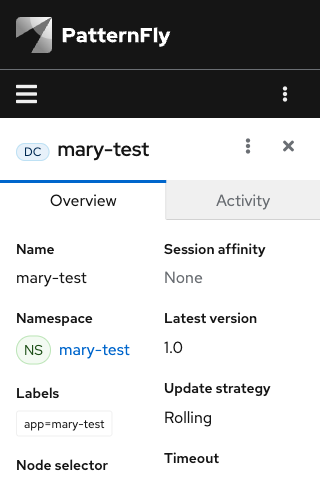 PatternFly
DC mary-test
Overview Activity
Name
mary-test
Namespace
NS mary-test
Labels
app=mary-test
Node selector
Session affinity
None
Latest version
1.0
Update strategy
Rolling
Timeout